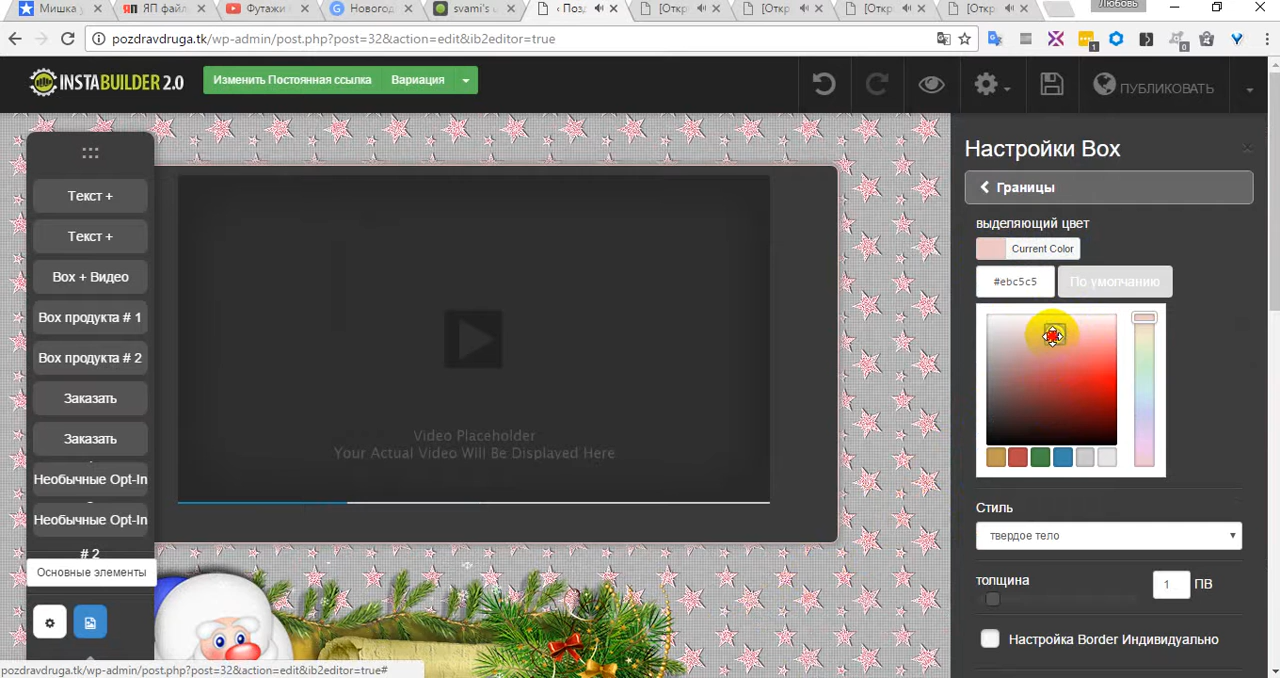 Мишка у
ЯП файл
Футажи
Новогод
svami's c
‹ Позд
[Откр
[Откр
[Откр
[Откр
Любовь
pozdravdruga.tk/wp-admin/post.php?post=32&action=edit&ib2editor=true
1
0
INSTABUILDER 2.0
Изменить Постоянная ссылка
Вариация
ПУБЛИКОВАТЬ
Настройки Box
Границы
выделяющий цвет
Current Color
#ebc5c5
По умолчанию
Текст +
Текст +
Box + Видео
Box продукта # 1
Box продукта # 2
Заказать
Заказать
Необычные Opt-In
Необычные Opt-In
# 2
Основные элементы
Video Placeholder
Your Actual Video Will Be Displayed Here
Стиль
твердое тело
толщина
1
ПВ
Настройка Border Индивидуально
pozdravdruga.tk/wp-admin/post.php?post=32&action=edit&ib2editor=true#